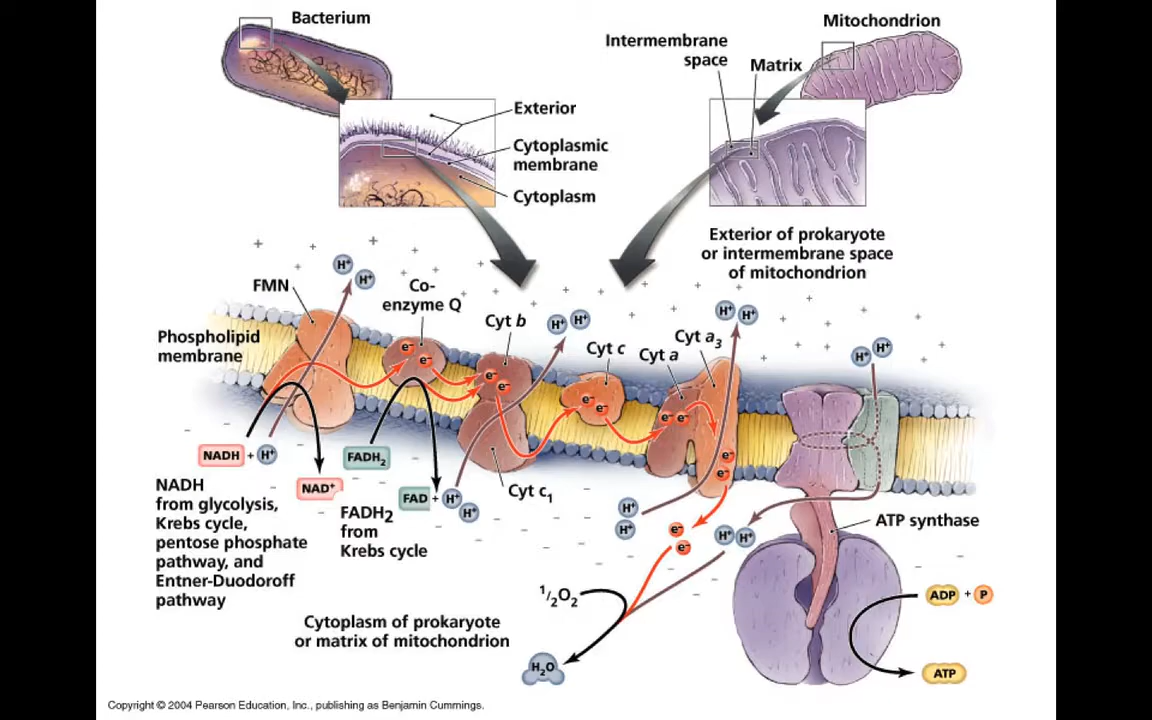 Bacterium
Mitochondrion
Intermembrane
space
Matrix
Exterior
Cytoplasmic
membrane
Cytoplasm
Exterior of prokaryote
or intermembrane space
of mitochondrion
+ + + + + + + + + + + + + + + + + + + + +
H+
H+
FMN
Co-
enzyme Q
Cyt b
H+ H+
Cyt c
Cyt a
Cyt a3
H+ H+
H+ H+
Phospholipid
membrane
e–
e–
e–
e–
e–
e–
e– e–
e–
e–
NADH + H+
NAD+
FADH2
FAD + H+
H+
Cyt c1
H+
H+
e–
e–
H+ H+
ATP synthase
NADH
from glycolysis,
Krebs cycle,
pentose phosphate
pathway, and
Entner-Duodoroff
pathway
FADH2
from
Krebs cycle
1/2O2
ADP + P
Cytoplasm of prokaryote
or matrix of mitochondrion
H2O
ATP
Copyright © 2004 Pearson Education, Inc., publishing as Benjamin Cummings.